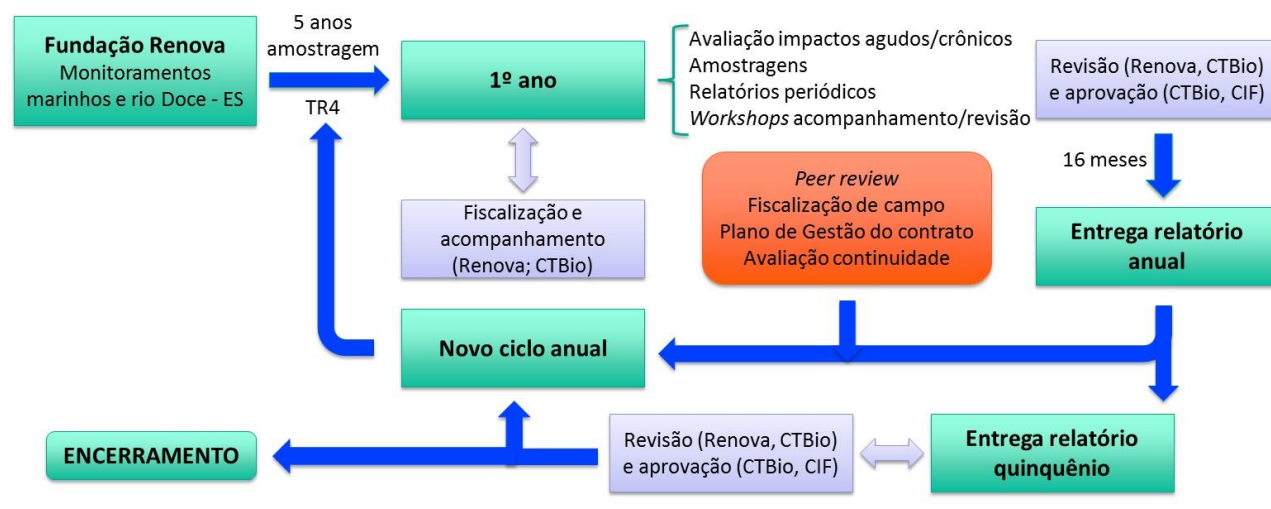 Fundação Renova
Monitoramentos
marinhos e rio Doce - ES
5 anos
amostragem
TR4
1º ano
Avaliação impactos agudos/crônicos
Amostragens
Relatórios periódicos
Workshops acompanhamento/revisão
Revisão (Renova, CTBio)
e aprovação (CTBio, CIF)
16 meses
Fiscalização e
acompanhamento
(Renova; CTBio)
Peer review
Fiscalização de campo
Plano de Gestão do contrato
Avaliação continuidade
Entrega relatório
anual
Novo ciclo anual
ENCERRAMENTO
Revisão (Renova, CTBio)
e aprovação (CTBio, CIF)
Entrega relatório
quinquênio